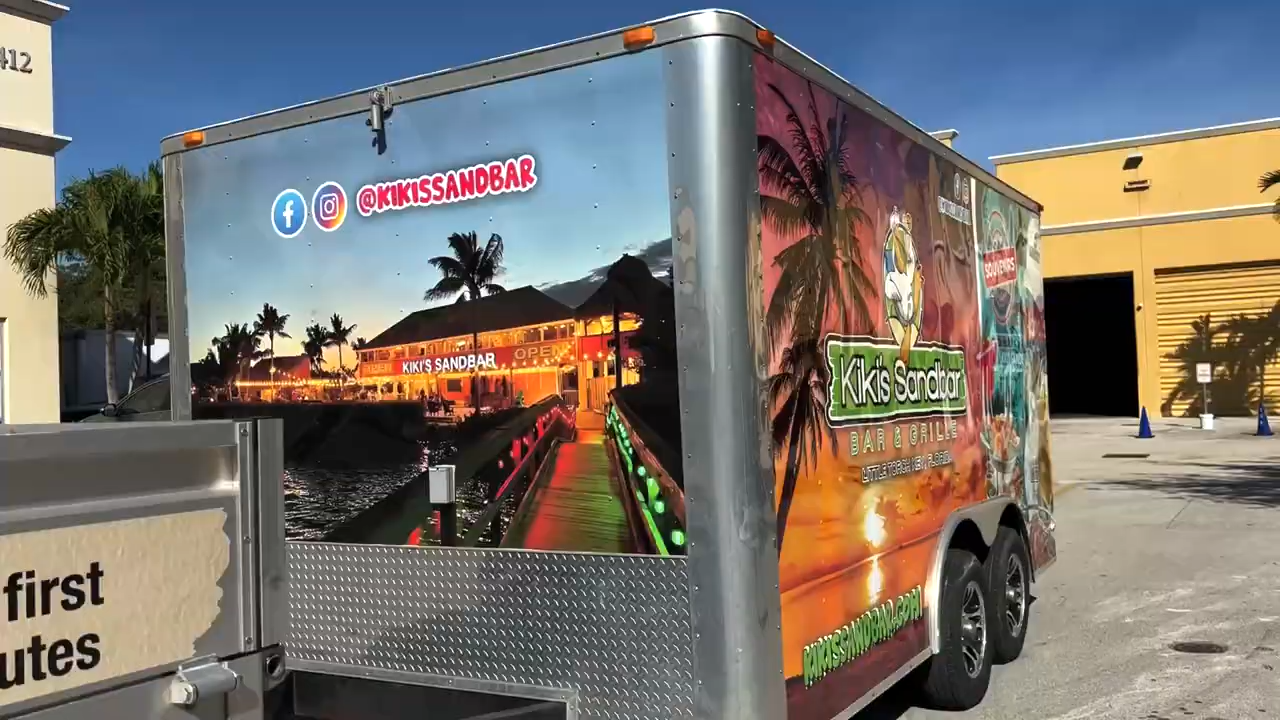 412
@KIKISSANDBAR
KIKI'S SANDBAR
OPEN
Kiki's Sandbar
BAR & GRILLE
LITTLE TORCH KEY, FLORIDA
SOUVENIRS
KIKISSANDBAR.COM
first
utes